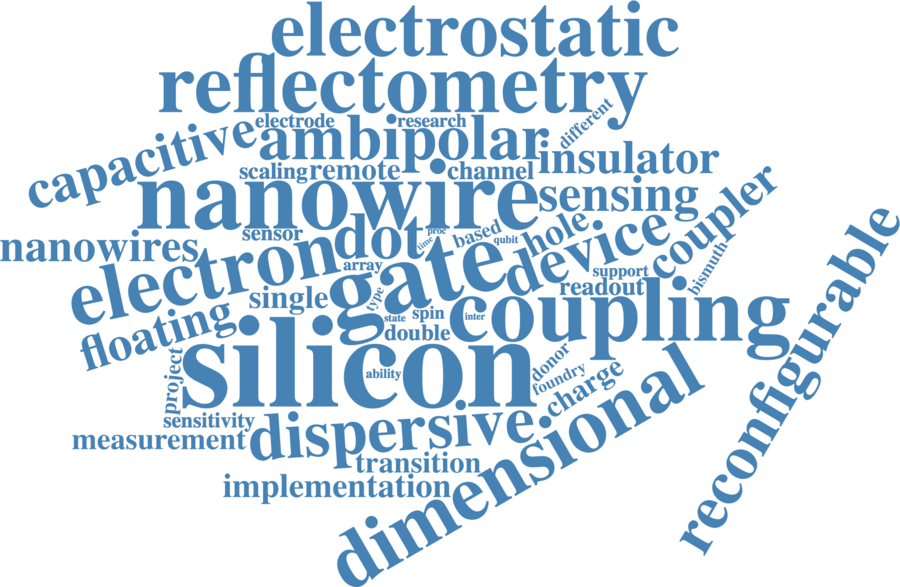 electrostatic
reflectometry
electrode
research
different
capacitive
ambipolar
insulator
scaling
remote
channel
nanowire
sensing
coupler
nanowires
sensor
dot
proc
time
based
qubit
hole
device
bismuth
electron
array
gate
support
readout
reconfigurable
floating
single
type
state
spin
inter
coupling
double
silicon
project
ability
donor
foundry
charge
sensitivity
measurement
dispersive
dimensional
transition
implementation